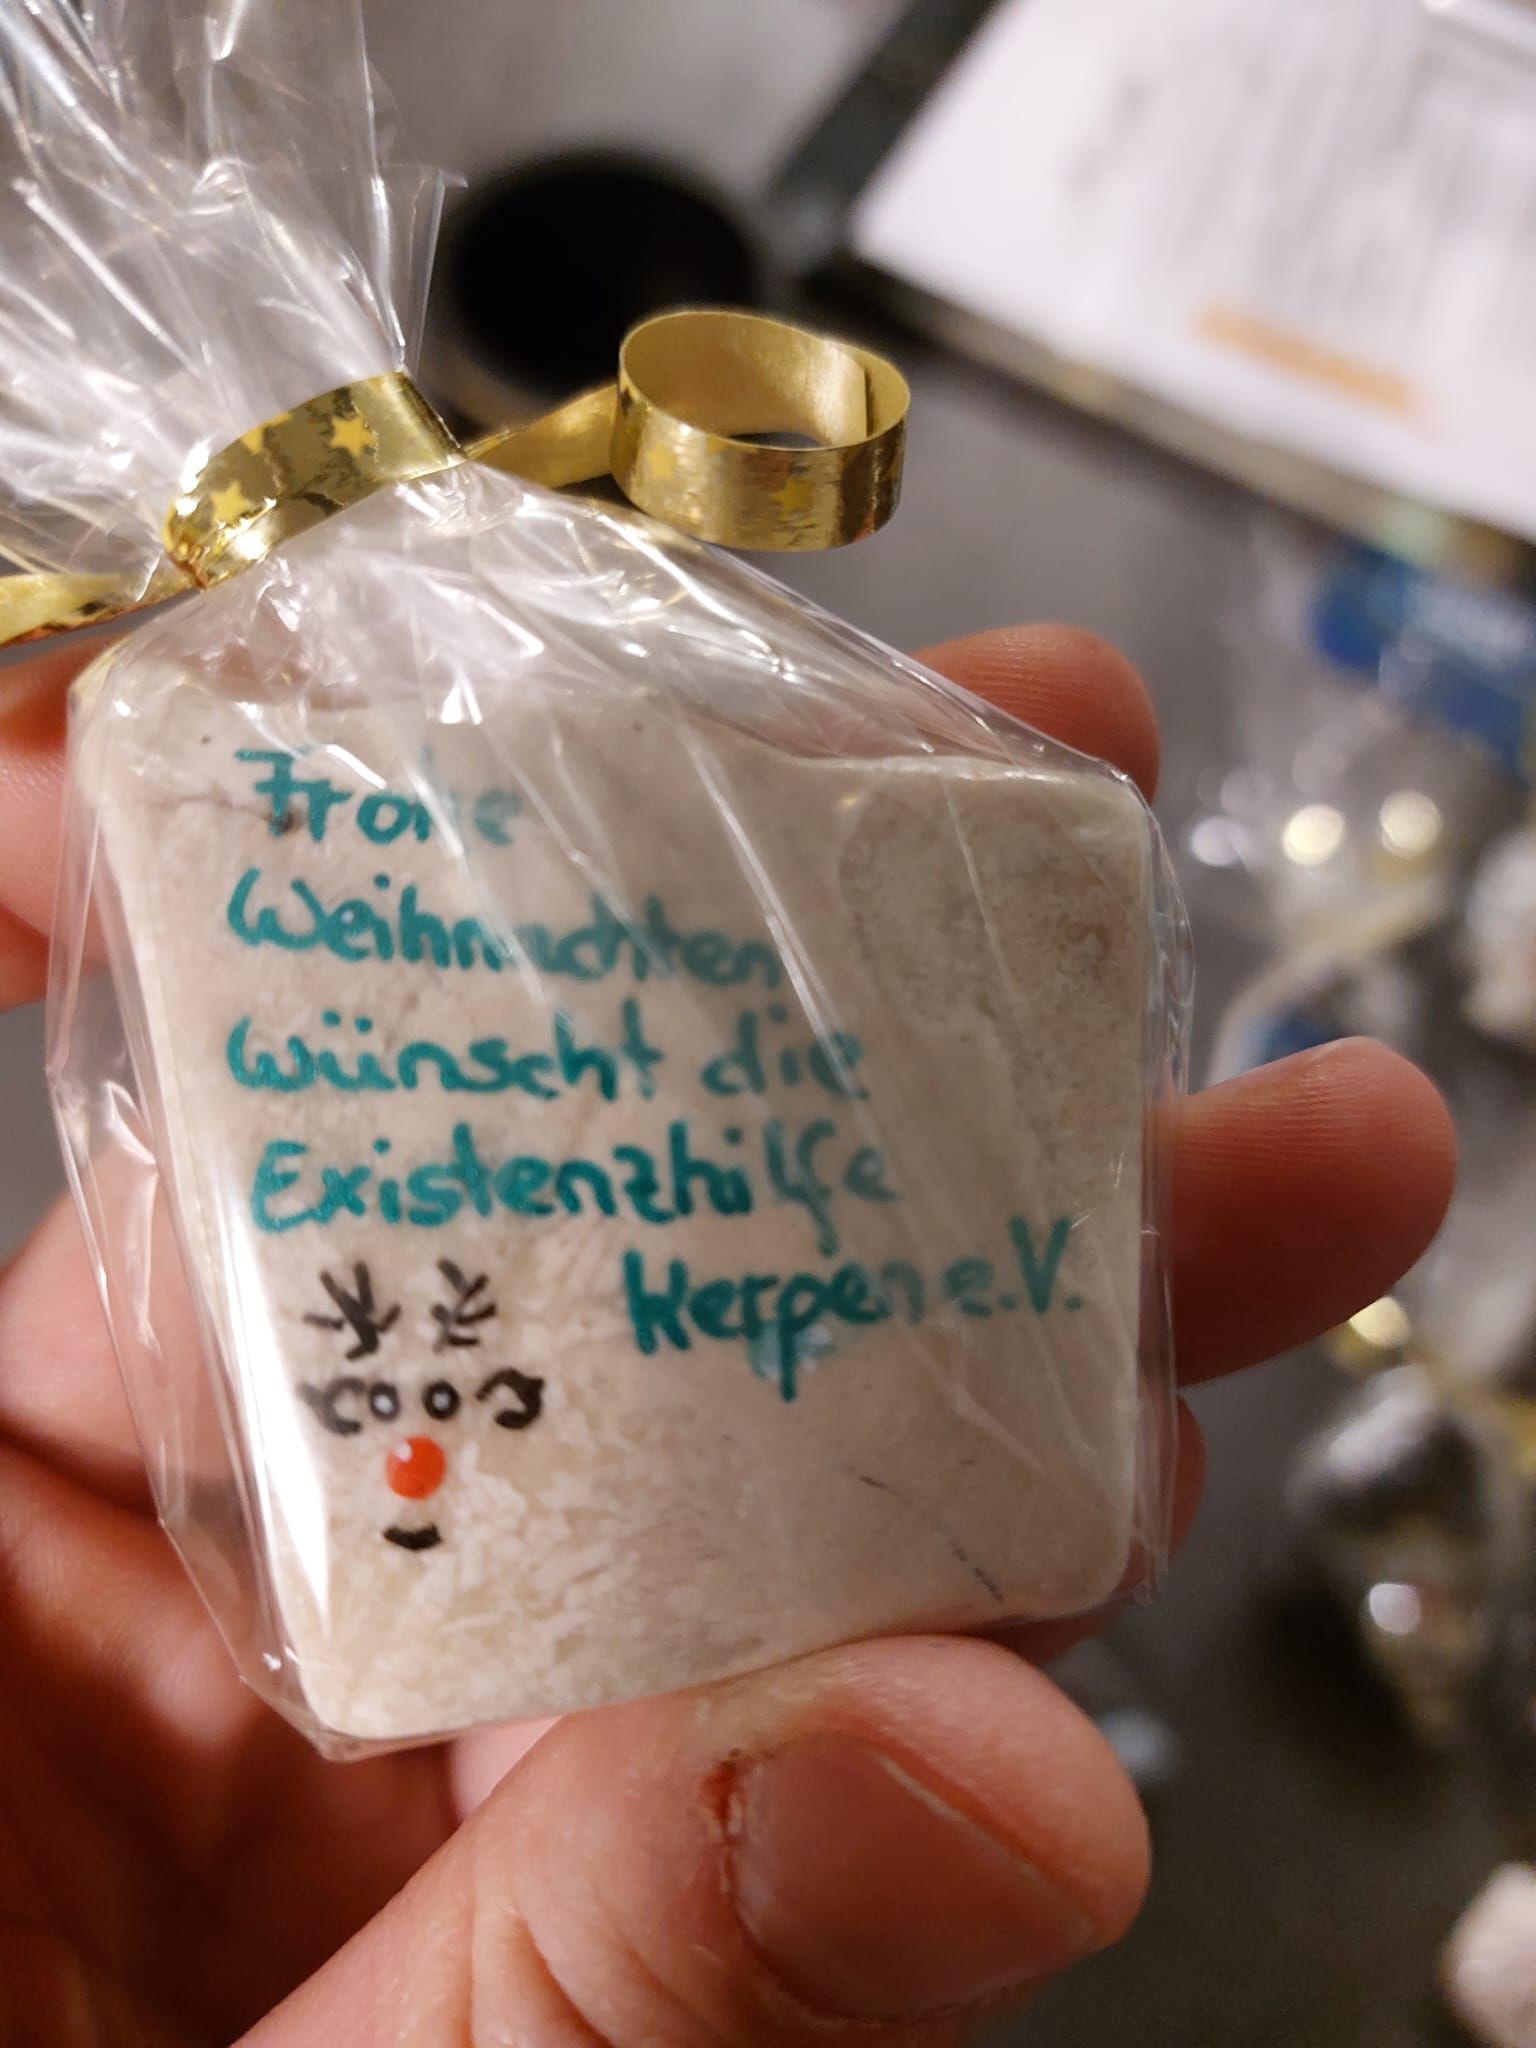 Frohe
Weihnachten
wünscht die
Existenzhilfe
Kerpen e.V.